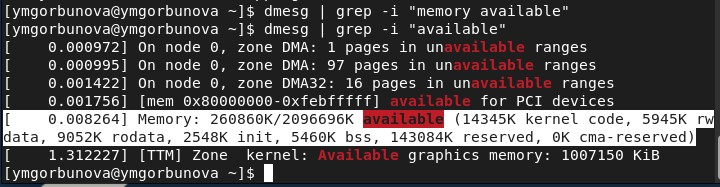 [ymgorbunova@ymgorbunova ~]$ dmesg | grep -i "memory available"
[ymgorbunova@ymgorbunova ~]$ dmesg | grep -i "available"
[    0.000972] On node 0, zone DMA: 1 pages in unavailable ranges
[    0.000995] On node 0, zone DMA: 97 pages in unavailable ranges
[    0.001422] On node 0, zone DMA32: 16 pages in unavailable ranges
[    0.001756] [mem 0x80000000-0xfebfffff] available for PCI devices
[    0.008264] Memory: 260860K/2096696K available (14345K kernel code, 5945K rw
data, 9052K rodata, 2548K init, 5460K bss, 143084K reserved, 0K cma-reserved)
[    1.312227] [TTM] Zone  kernel: Available graphics memory: 1007150 KiB
[ymgorbunova@ymgorbunova ~]$